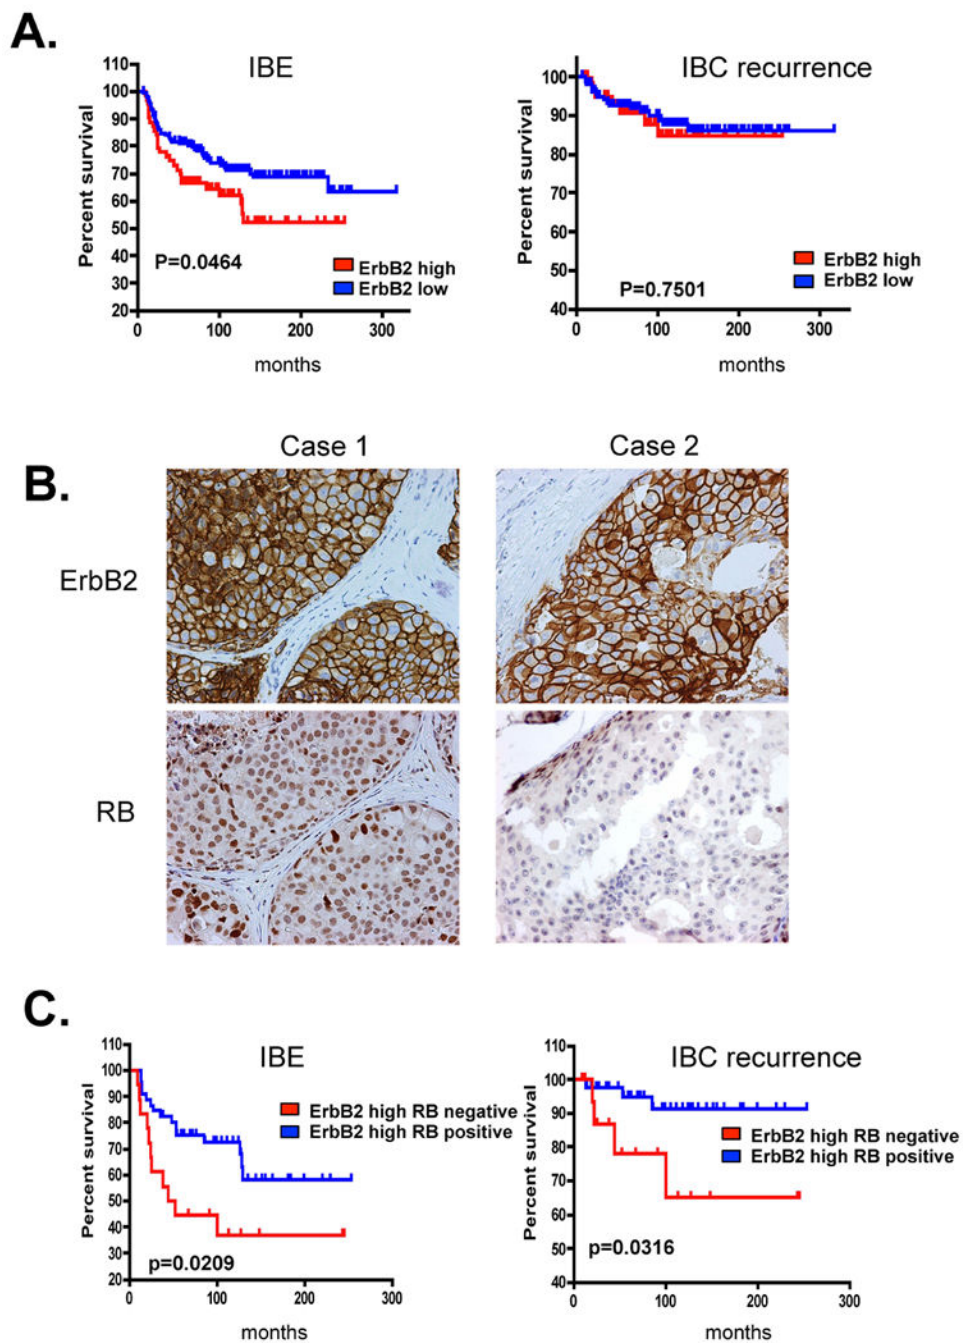 A.
IBE
IBC recurrence
Percent survival
110
100
90
80
70
60
50
40
30
20
0
100
200
300
P=0.0464
ErbB2 high
ErbB2 low
months
Percent survival
100
90
80
70
60
50
40
0
100
200
300
P=0.7501
ErbB2 high
ErbB2 low
months
B.
Case 1
Case 2
ErbB2
RB
C.
IBE
IBC recurrence
Percent survival
110
100
90
80
70
60
50
40
30
20
0
100
200
300
ErbB2 high RB negative
ErbB2 high RB positive
p=0.0209
months
Percent survival
110
100
90
80
70
60
50
40
0
100
200
300
ErbB2 high RB negative
ErbB2 high RB positive
p=0.0316
months